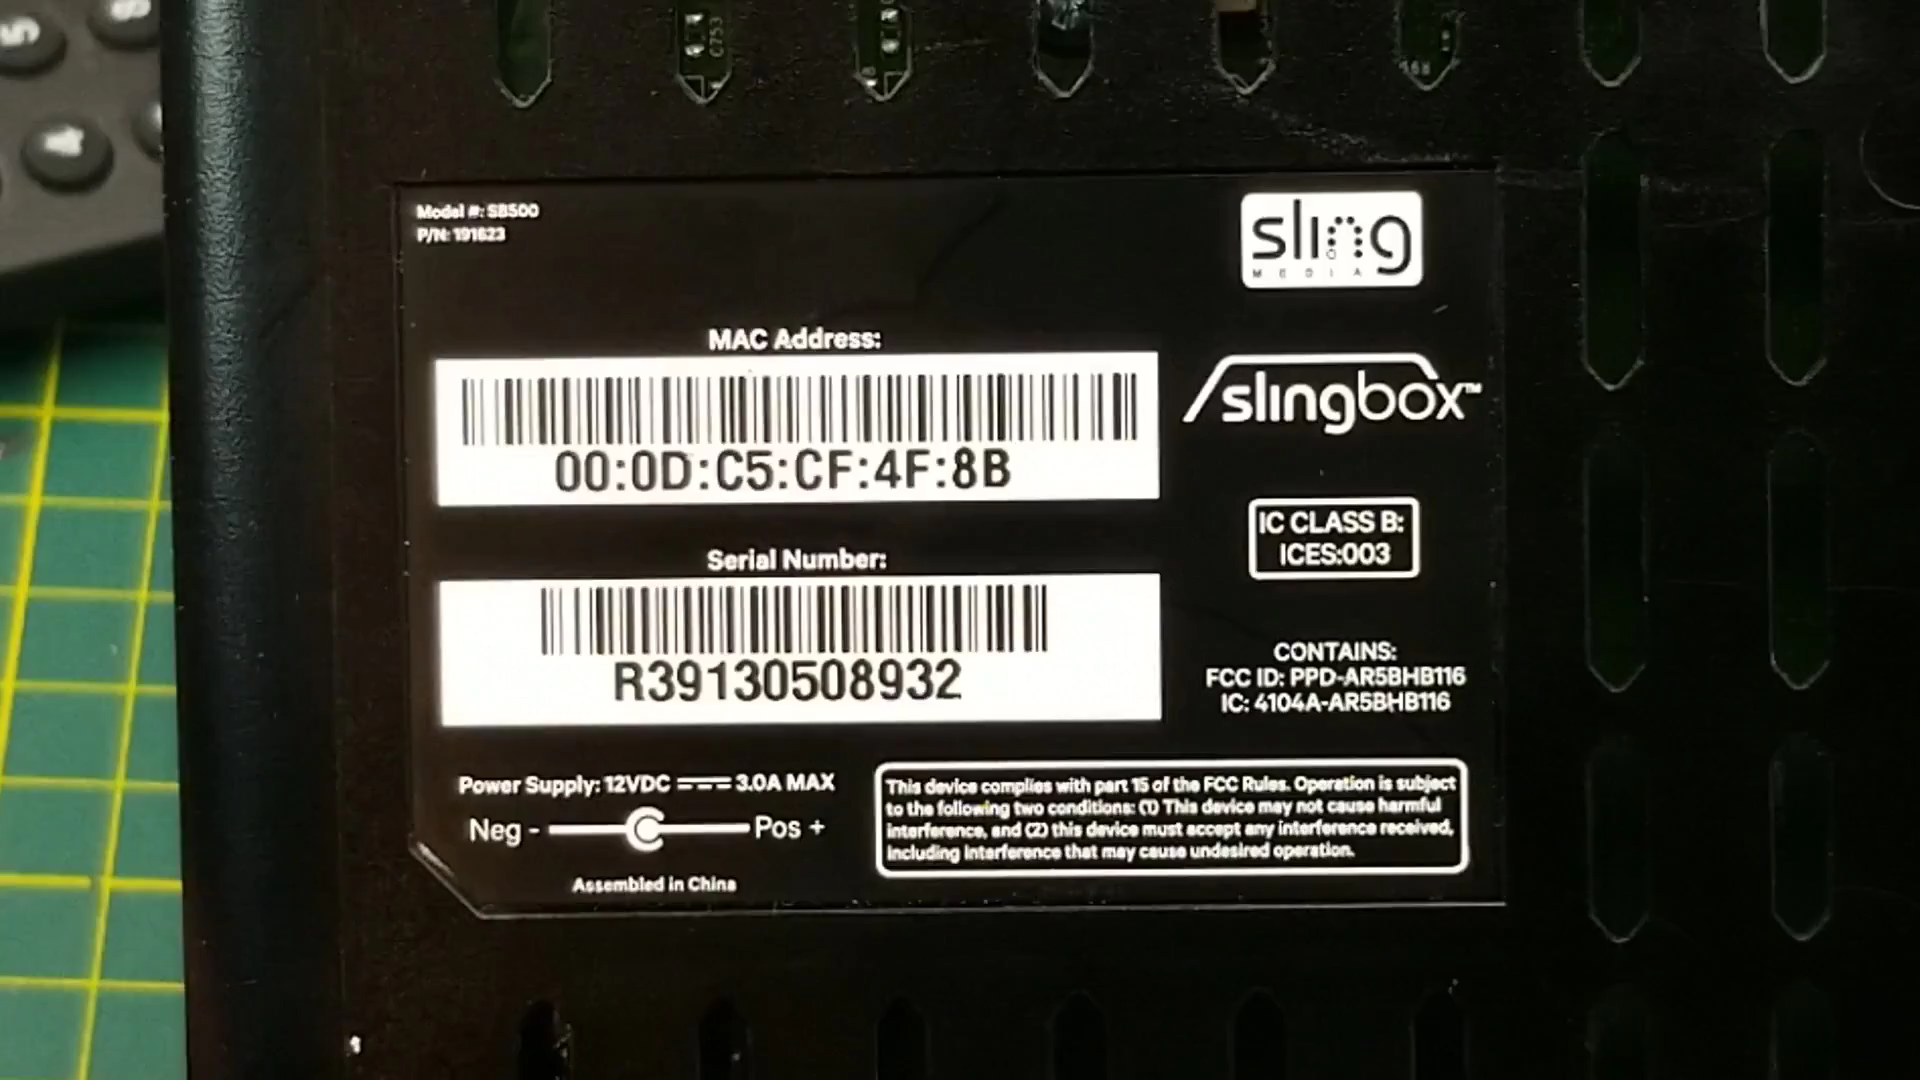 Model #: SB500
P/N: 191623
sling
MEDIA
MAC Address:
00:0D:C5:CF:4F:8B
slingbox™
IC CLASS B:
ICES:003
Serial Number:
R39130508932
CONTAINS:
FCC ID: PPD-AR5BHB116
IC: 4104A-AR5BHB116
Power Supply: 12VDC 3.0A MAX
Neg - Pos +
Assembled in China
This device complies with part 15 of the FCC Rules. Operation is subject
to the following two conditions: (1) This device may not cause harmful
interference, and (2) this device must accept any interference received,
including interference that may cause undesired operation.
C753